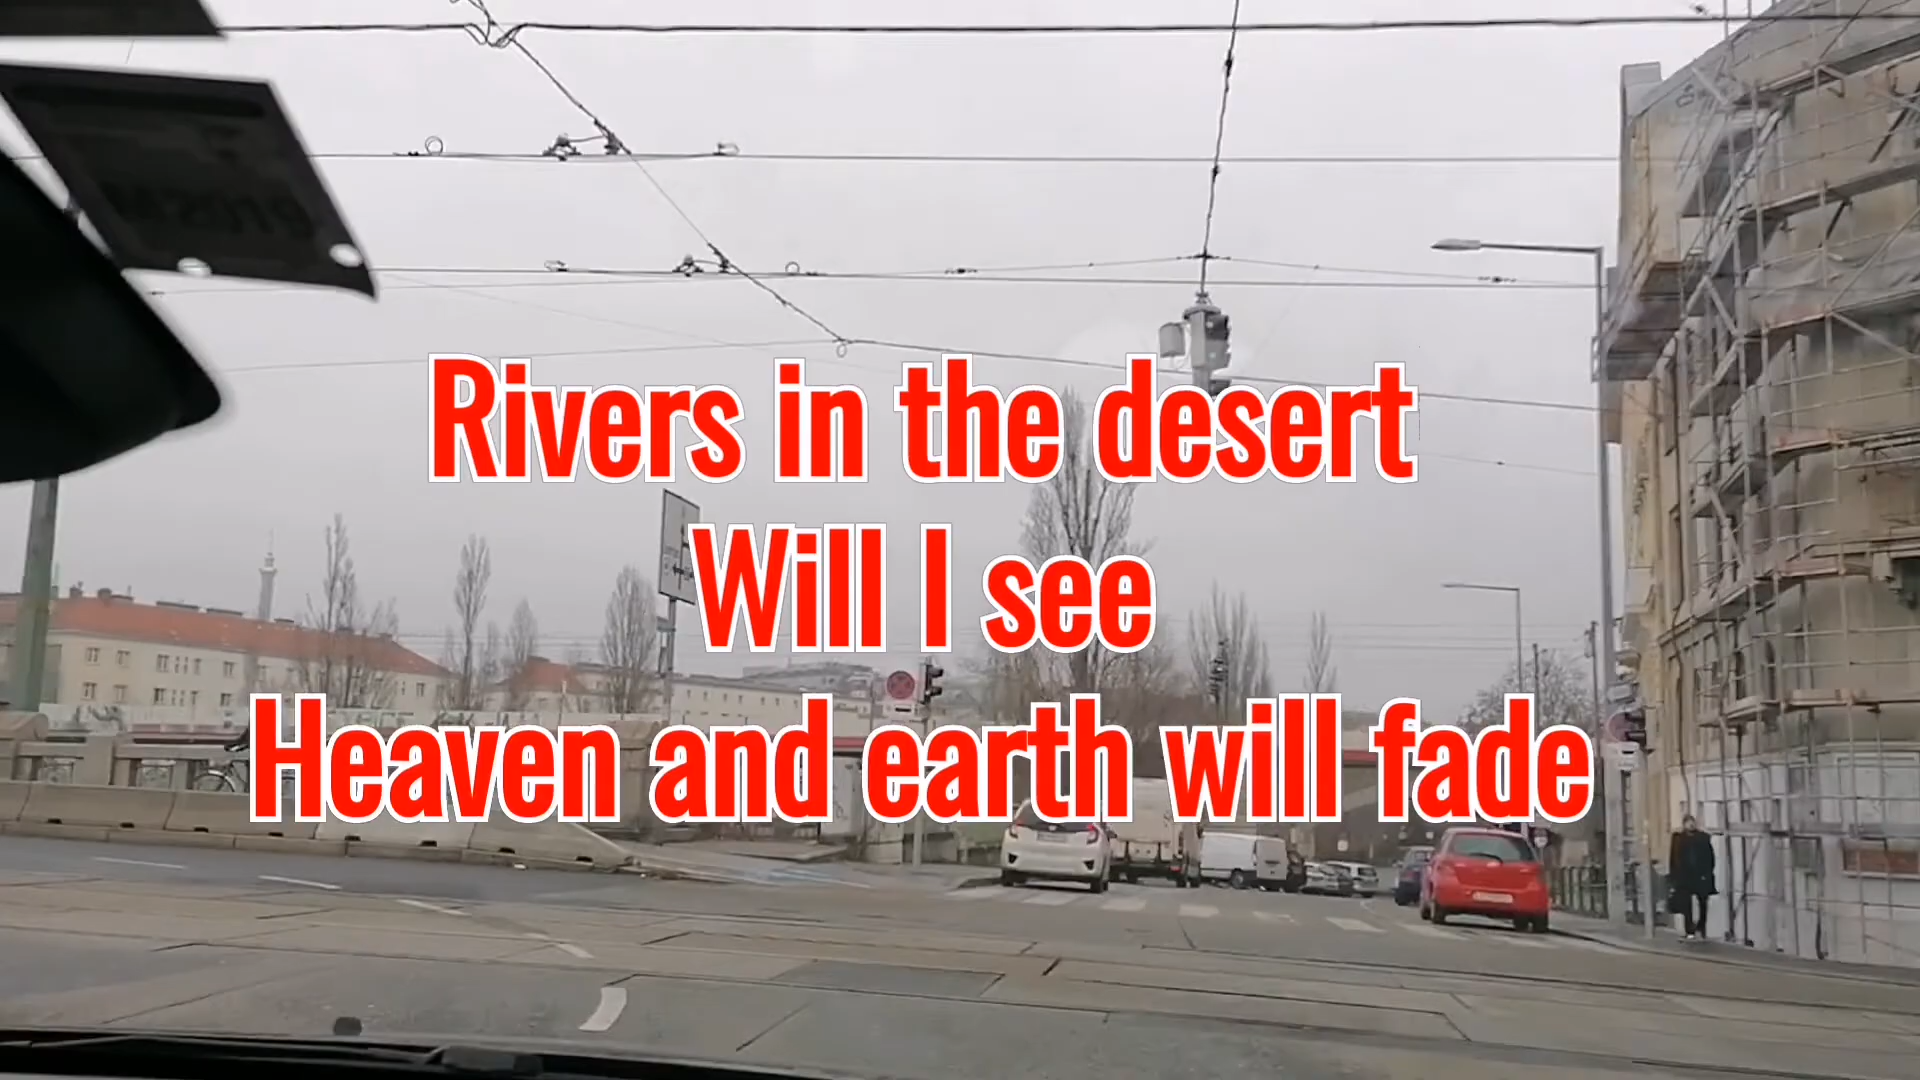 Rivers in the desert
Will I see
Heaven and earth will fade